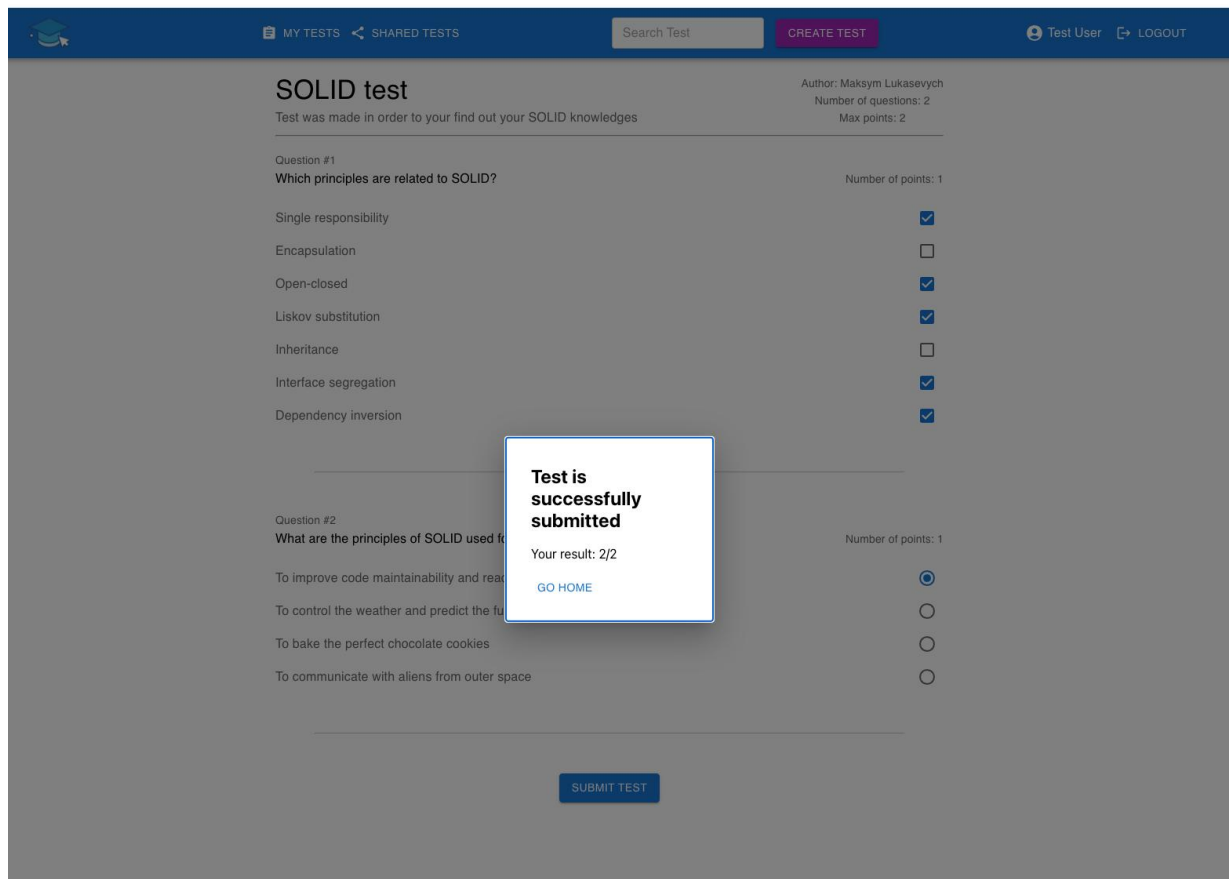 MY TESTS SHARED TESTS Search Test CREATE TEST Test User LOGOUT
SOLID test
Test was made in order to your find out your SOLID knowledges
Author: Maksym Lukasevych
Number of questions: 2
Max points: 2
Question #1
Which principles are related to SOLID?
Number of points: 1
Single responsibility
Encapsulation
Open-closed
Liskov substitution
Inheritance
Interface segregation
Dependency inversion
Question #2
What are the principles of SOLID used
Number of points: 1
To improve code maintainability and
To control the weather and predict the
To bake the perfect chocolate cookies
To communicate with aliens from outer space
Test is
successfully
submitted
Your result: 2/2
GO HOME
SUBMIT TEST